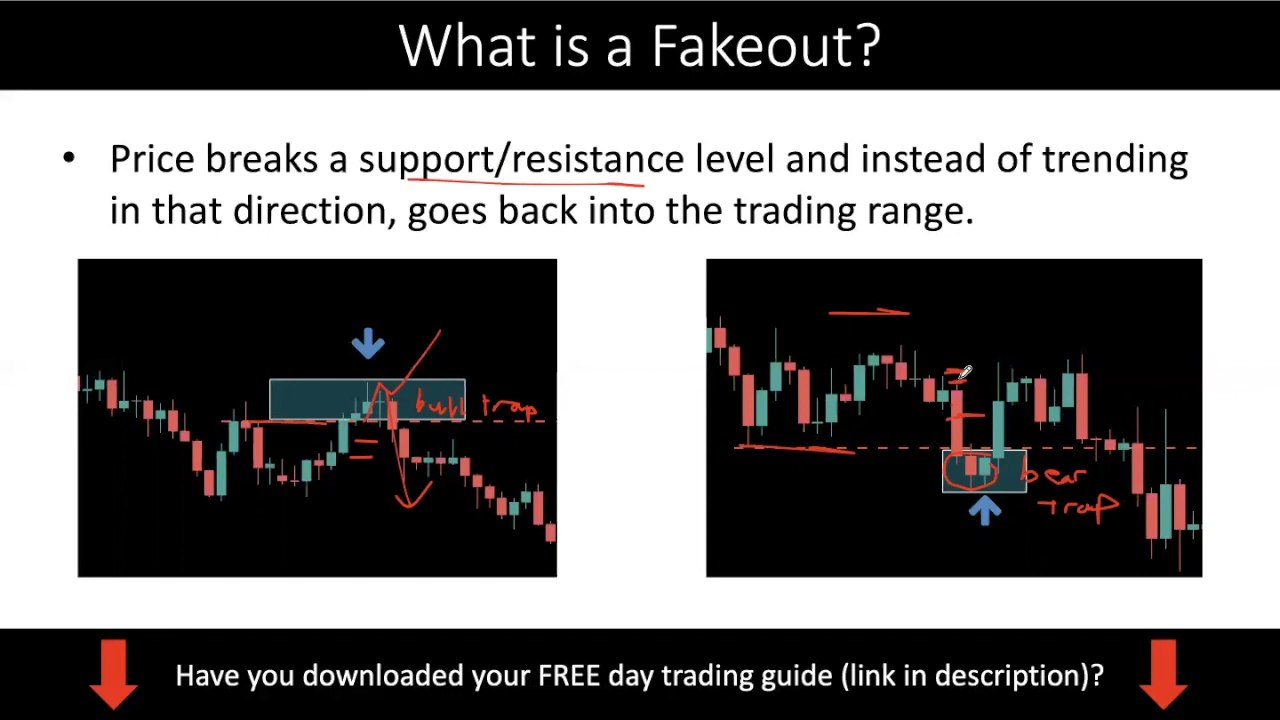 What is a Fakeout?
• Price breaks a support/resistance level and instead of trending
in that direction, goes back into the trading range.
bull trap
bear
trap
Have you downloaded your FREE day trading guide (link in description)?